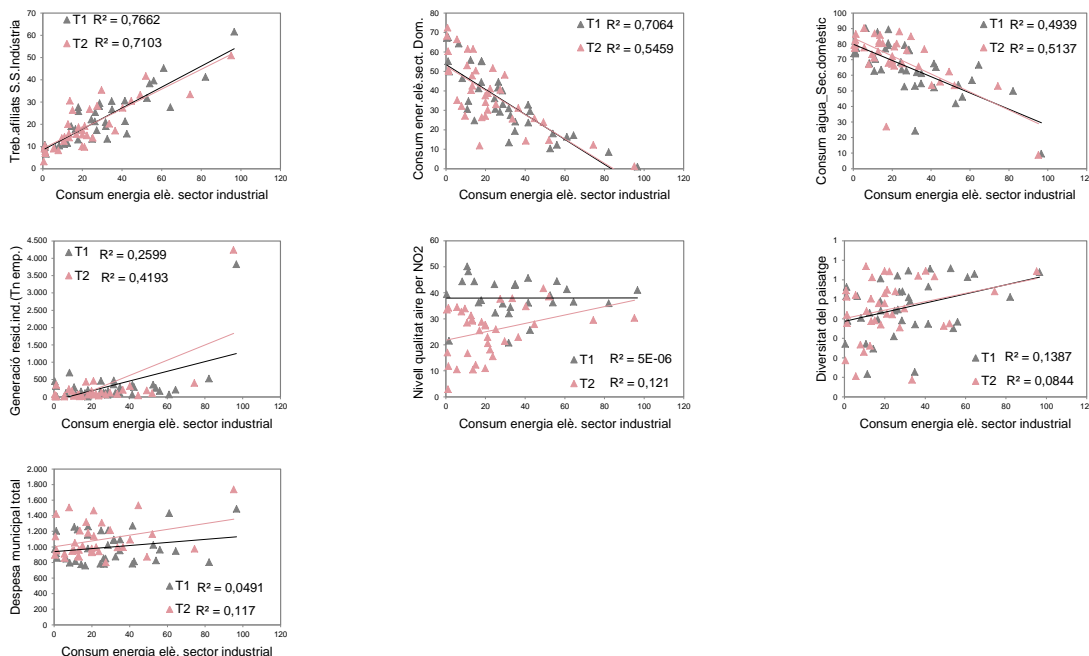 Treb.afiliats S.S.Indústria
70
60
50
40
30
20
10
0
T1 R² = 0,7662
T2 R² = 0,7103
0 20 40 60 80 100 120
Consum energia elè. sector industrial
Consum ener.elè.sect.Dom.
80
70
60
50
40
30
20
10
0
T1 R² = 0,7064
T2 R² = 0,5459
0 20 40 60 80 100 120
Consum energia elè. sector industrial
Consum aigua_Sec.domèstic
100
90
80
70
60
50
40
30
20
10
0
T1 R² = 0,4939
T2 R² = 0,5137
0 20 40 60 80 100 120
Consum energia elè. sector industrial
Generació resid.ind.(Tn emp.)
4.500
4.000
3.500
3.000
2.500
2.000
1.500
1.000
500
0
T1 R² = 0,2599
T2 R² = 0,4193
0 20 40 60 80 100 120
Consum energia elè. sector industrial
Nivell qualitat aire per NO2
60
50
40
30
20
10
0
T1 R² = 5E-06
T2 R² = 0,121
0 20 40 60 80 100 120
Consum energia elè. sector industrial
Diversitat del paisatge
1
1
1
1
0
0
0
0
0
T1 R² = 0,1387
T2 R² = 0,0844
0 20 40 60 80 100 12
Consum energia elè. sector industrial
Despesa municipal total
2.000
1.800
1.600
1.400
1.200
1.000
800
600
400
200
0
T1 R² = 0,0491
T2 R² = 0,117
0 20 40 60 80 100 120
Consum energia elè. sector industrial